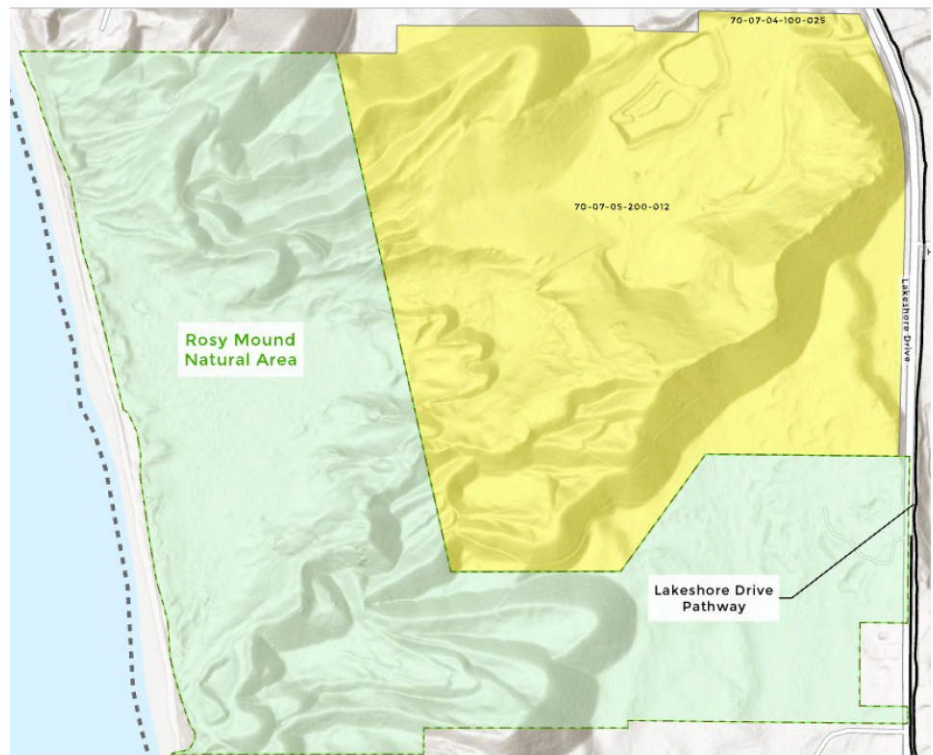 70-07-04-100-025
70-07-05-200-012
Lakeshore Drive
Rosy Mound
Natural Area
Lakeshore Drive
Pathway